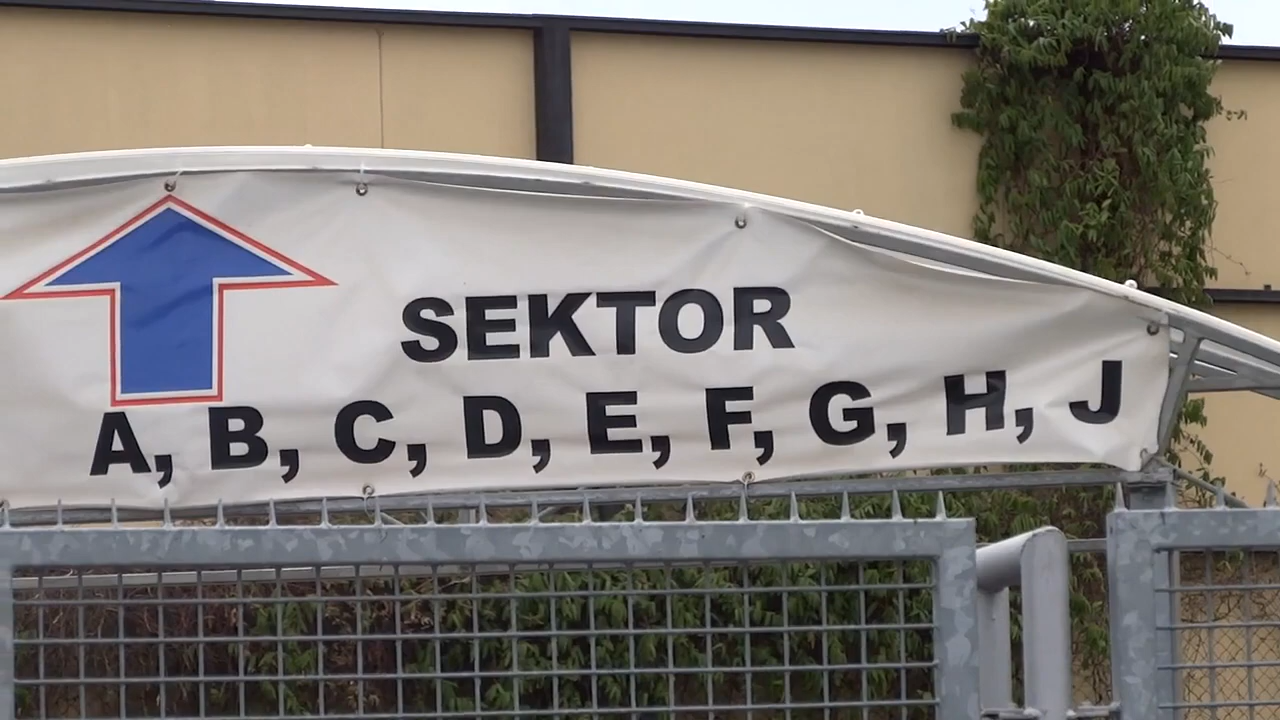 SEKTOR
A, B, C, D, E, F, G, H, J